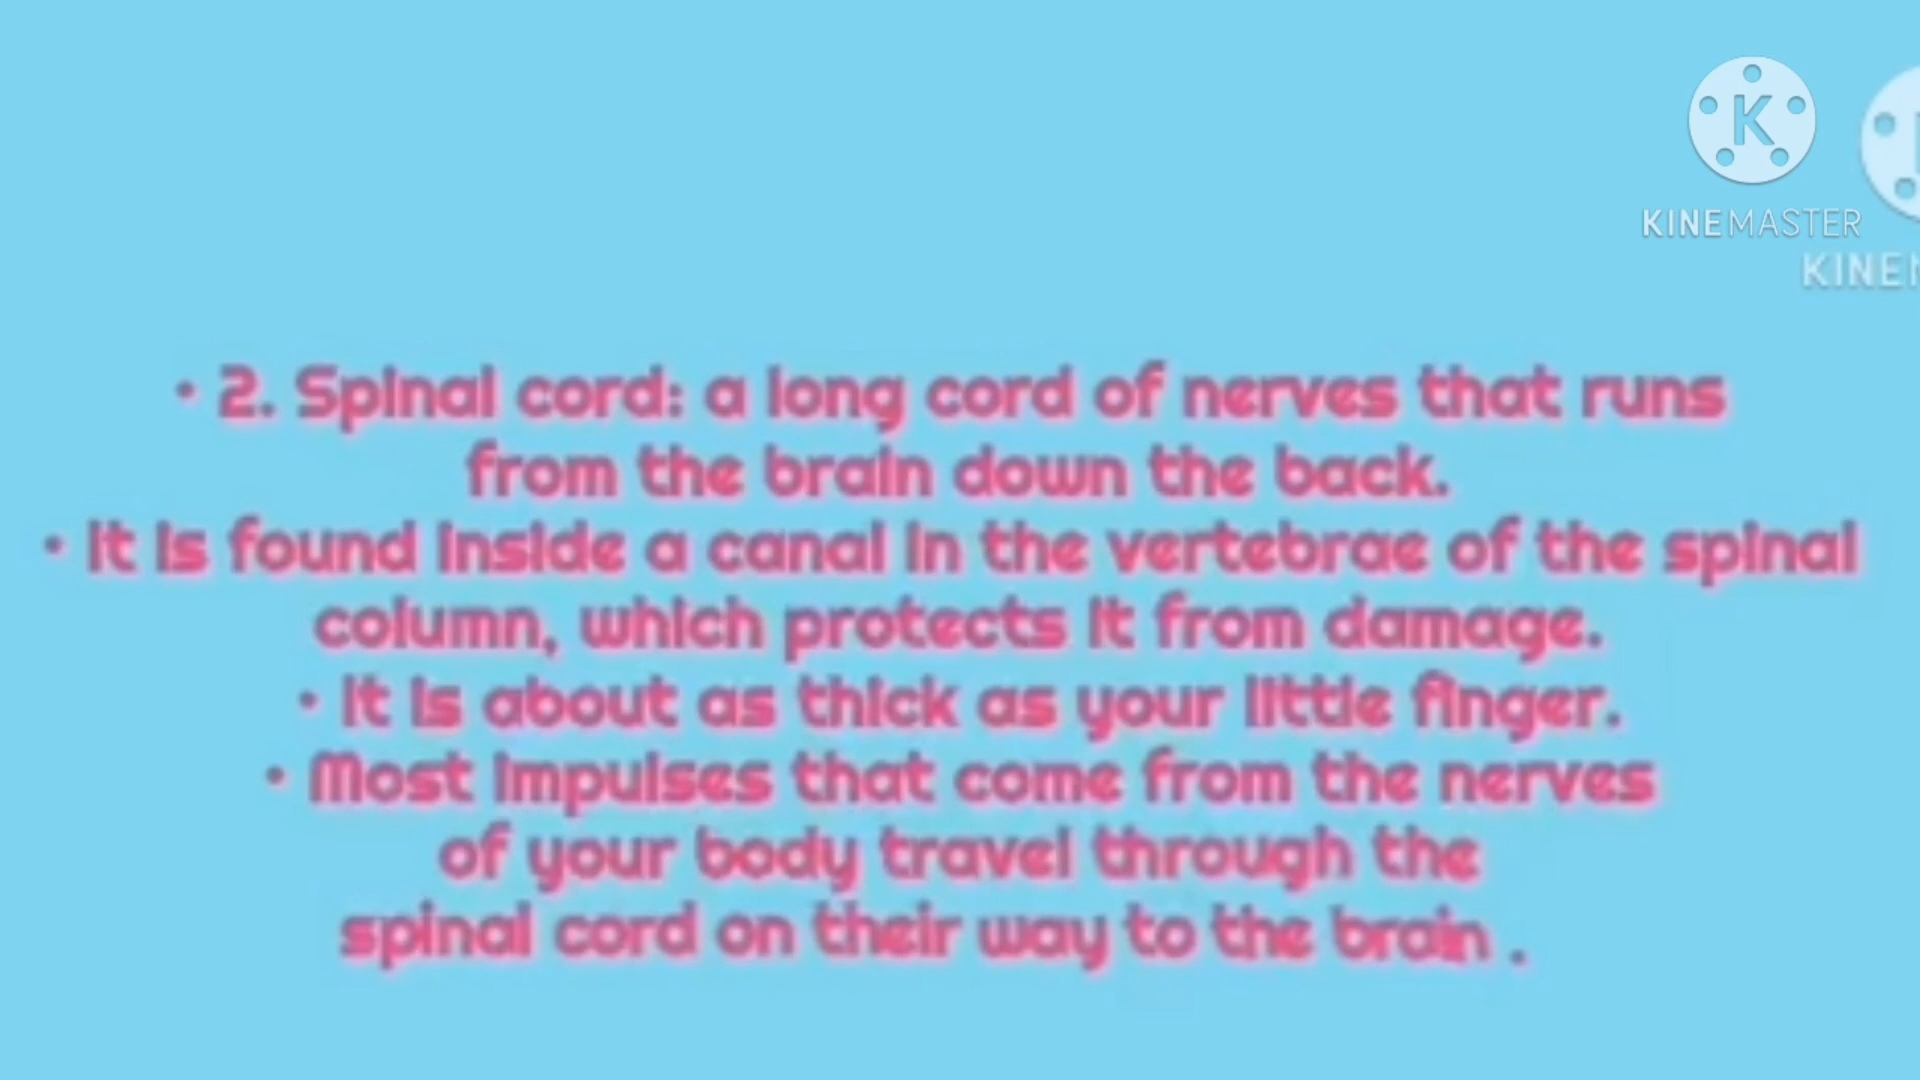 KINEMASTER
KINE
• 2. Spinal cord: a long cord of nerves that runs
from the brain down the back.
• It is found inside a canal in the vertebrae of the spinal
column, which protects it from damage.
• It is about as thick as your little finger.
• Most impulses that come from the nerves
of your body travel through the
spinal cord on their way to the brain .